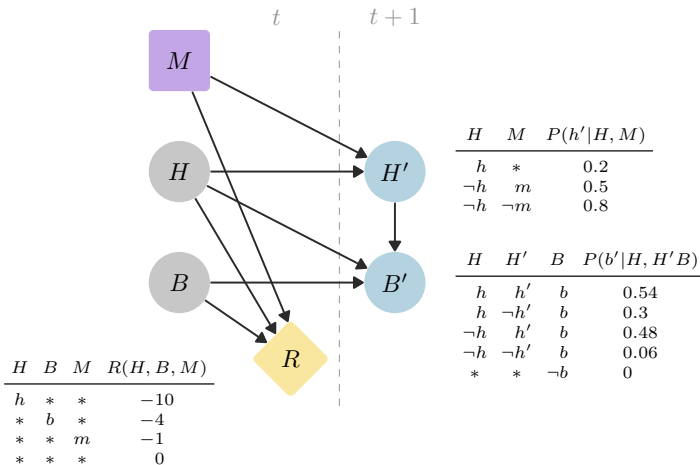 t t + 1
M
H H′
B B′
R
H M P(h′|H, M)
h * 0.2
¬h m 0.5
¬h ¬m 0.8
H H′ B P(b′|H, H′B)
h h′ b 0.54
h ¬h′ b 0.3
¬h h′ b 0.48
¬h ¬h′ b 0.06
* * ¬b 0
H B M R(H, B, M)
h * * −10
* b * −4
* * m −1
* * * 0